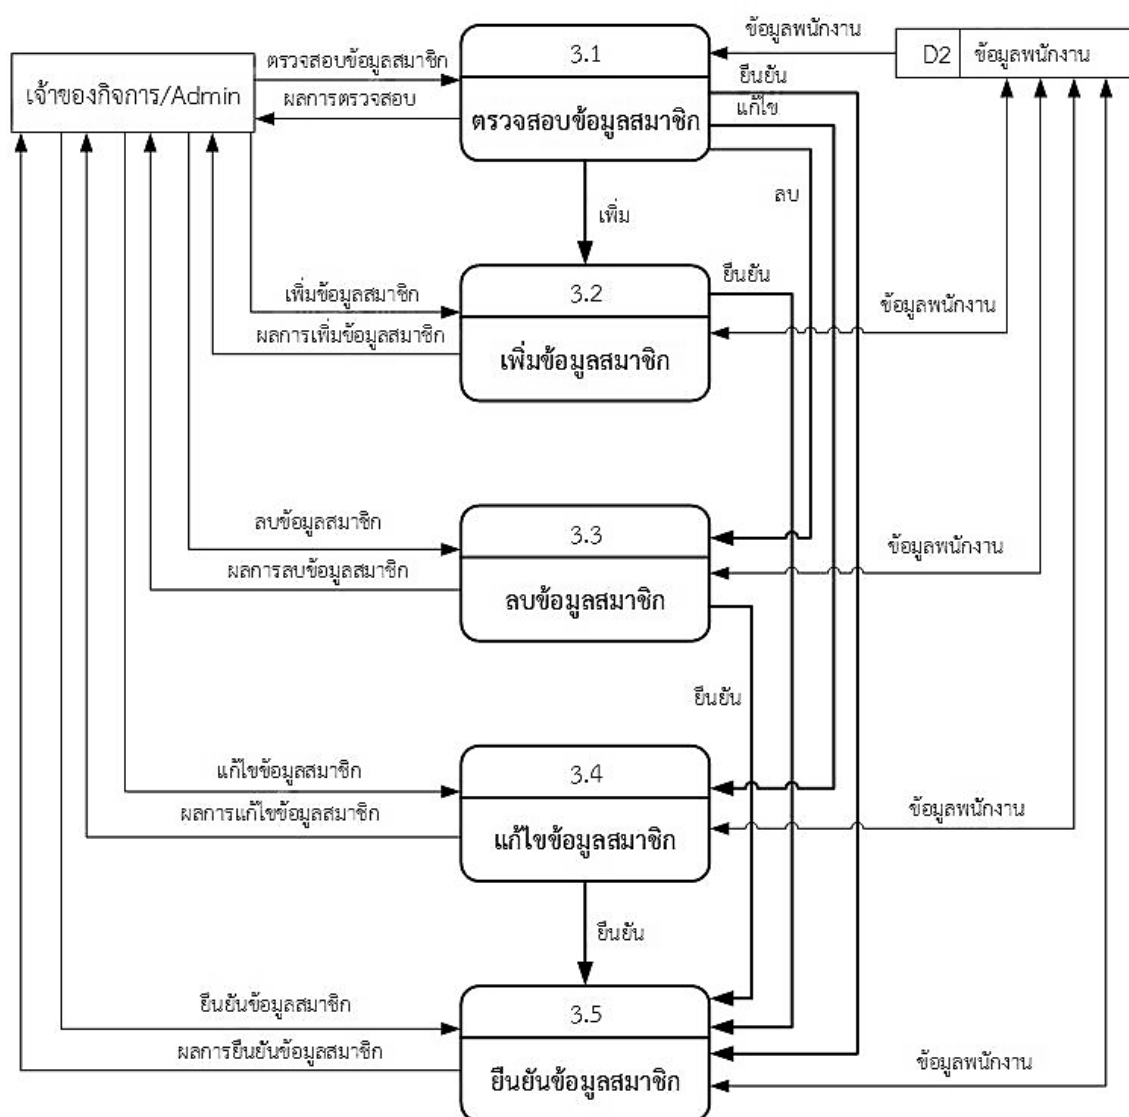 3.1
ข้อมูลพนักงาน
D2
ข้อมูลพนักงาน
เจ้าของกิจการ/Admin
ตรวจสอบข้อมูลสมาชิก
ผลการตรวจสอบ
ตรวจสอบข้อมูลสมาชิก
ยืนยัน
แก้ไข
ลบ
เพิ่ม
3.2
ยืนยัน
เพิ่มข้อมูลสมาชิก
ผลการเพิ่มข้อมูลสมาชิก
เพิ่มข้อมูลสมาชิก
ข้อมูลพนักงาน
3.3
ลบข้อมูลสมาชิก
ผลการลบข้อมูลสมาชิก
ลบข้อมูลสมาชิก
ข้อมูลพนักงาน
ยืนยัน
3.4
แก้ไขข้อมูลสมาชิก
ผลการแก้ไขข้อมูลสมาชิก
แก้ไขข้อมูลสมาชิก
ข้อมูลพนักงาน
ยืนยัน
3.5
ยืนยันข้อมูลสมาชิก
ผลการยืนยันข้อมูลสมาชิก
ยืนยันข้อมูลสมาชิก
ข้อมูลพนักงาน